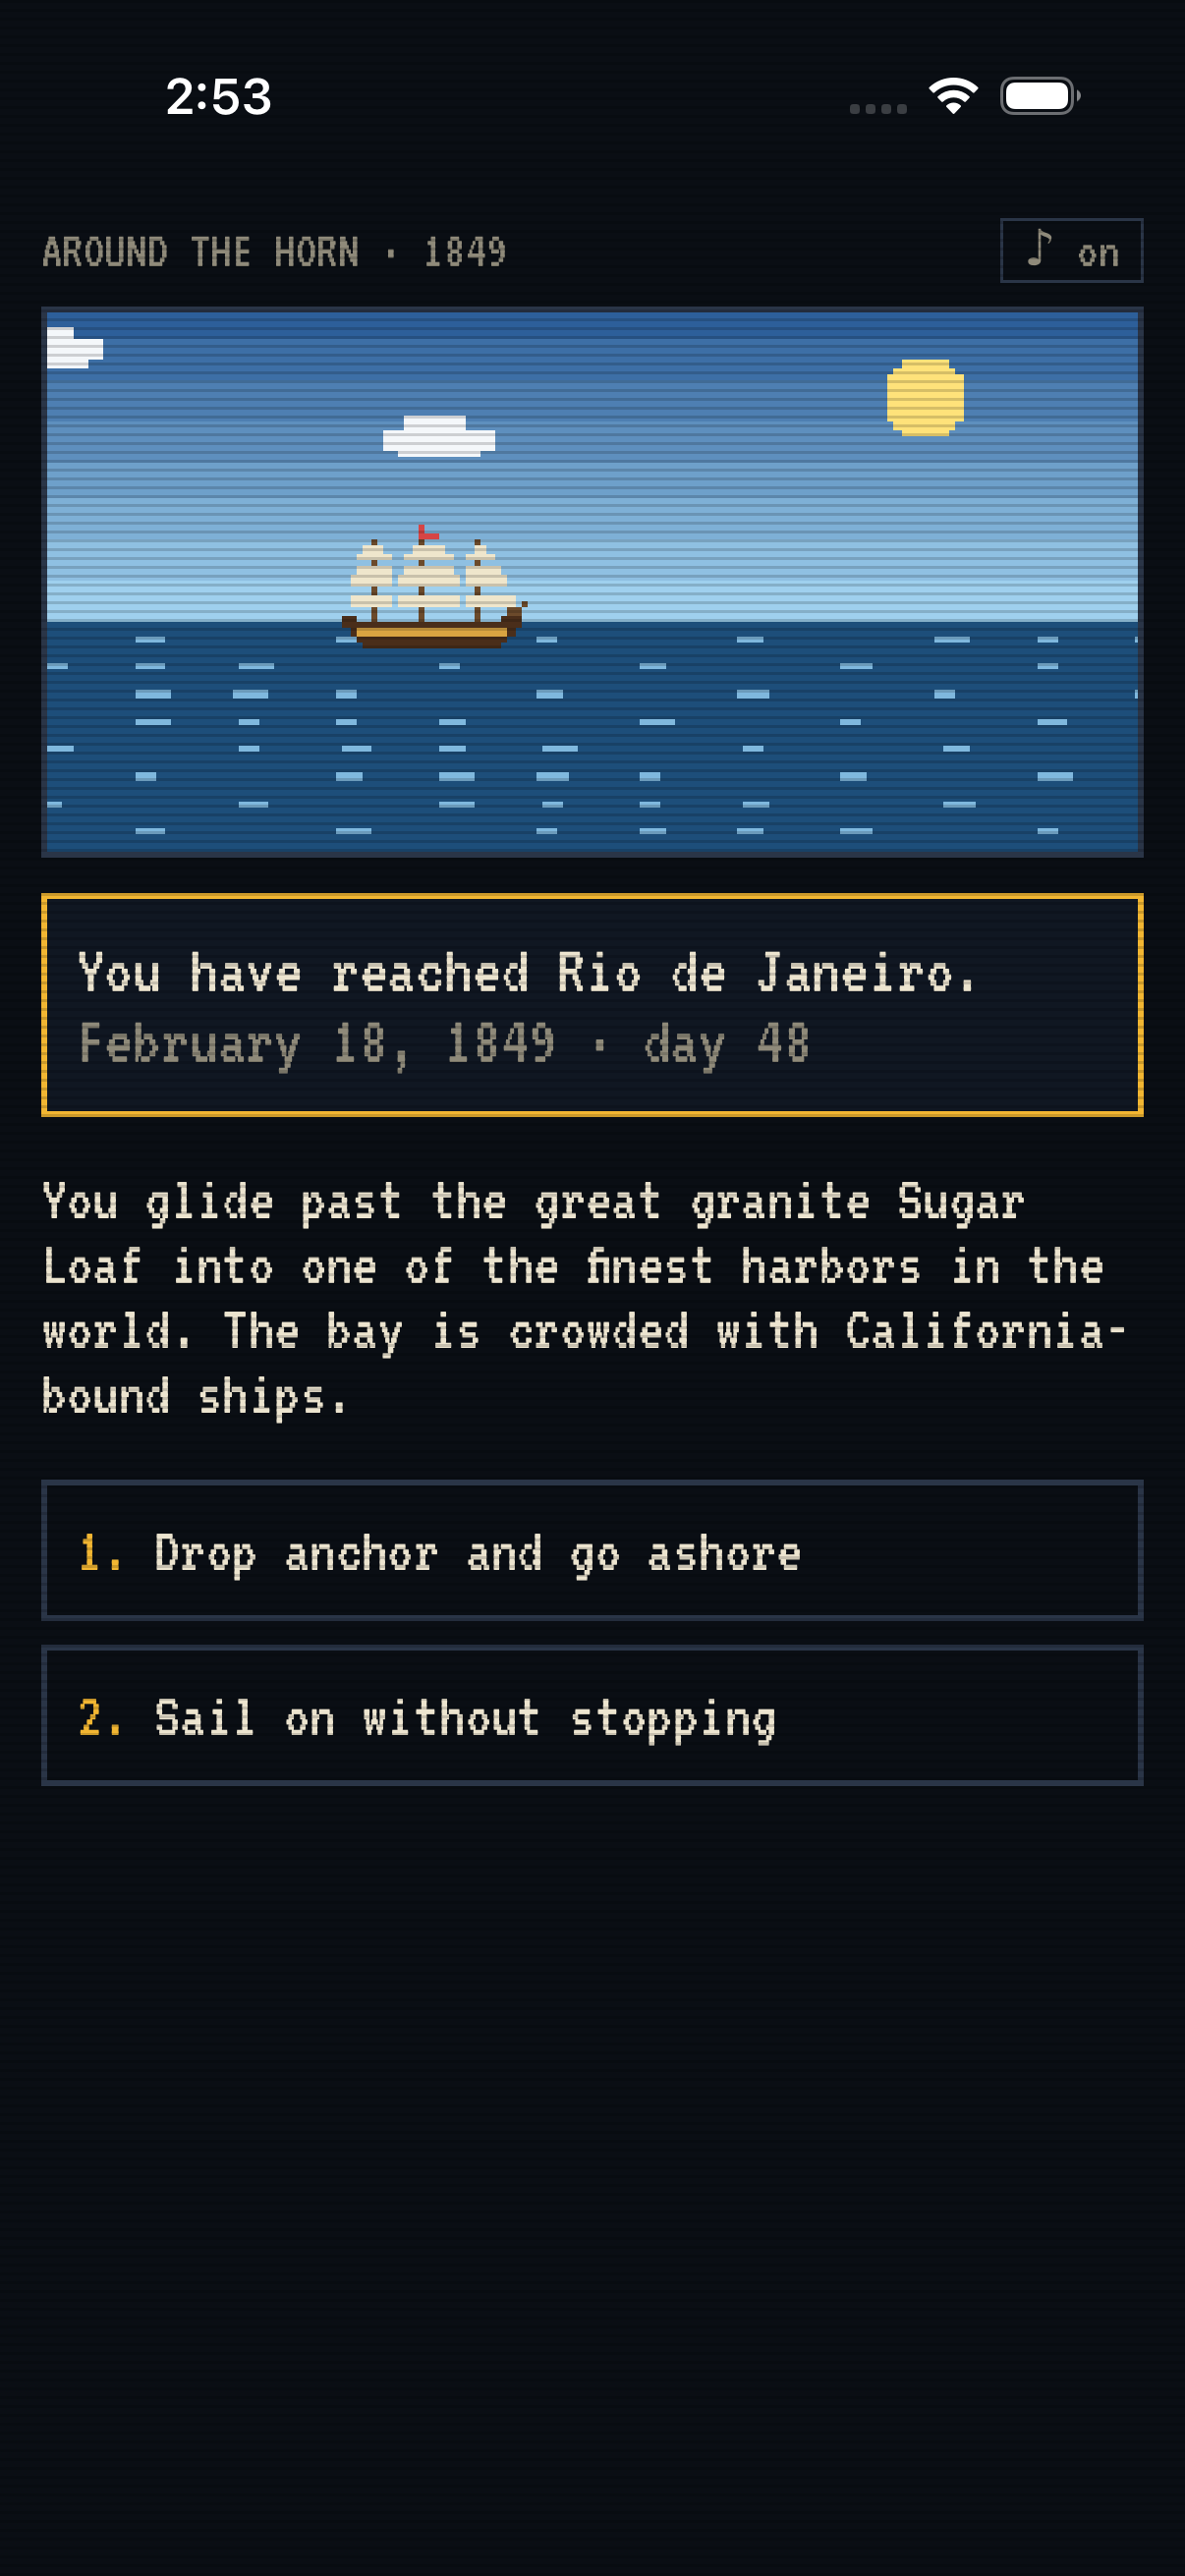 2:53
AROUND THE HORN · 1849
♪ on
You have reached Rio de Janeiro.
February 18, 1849 · day 48
You glide past the great granite Sugar
Loaf into one of the finest harbors in the
world. The bay is crowded with California-
bound ships.
1. Drop anchor and go ashore
2. Sail on without stopping